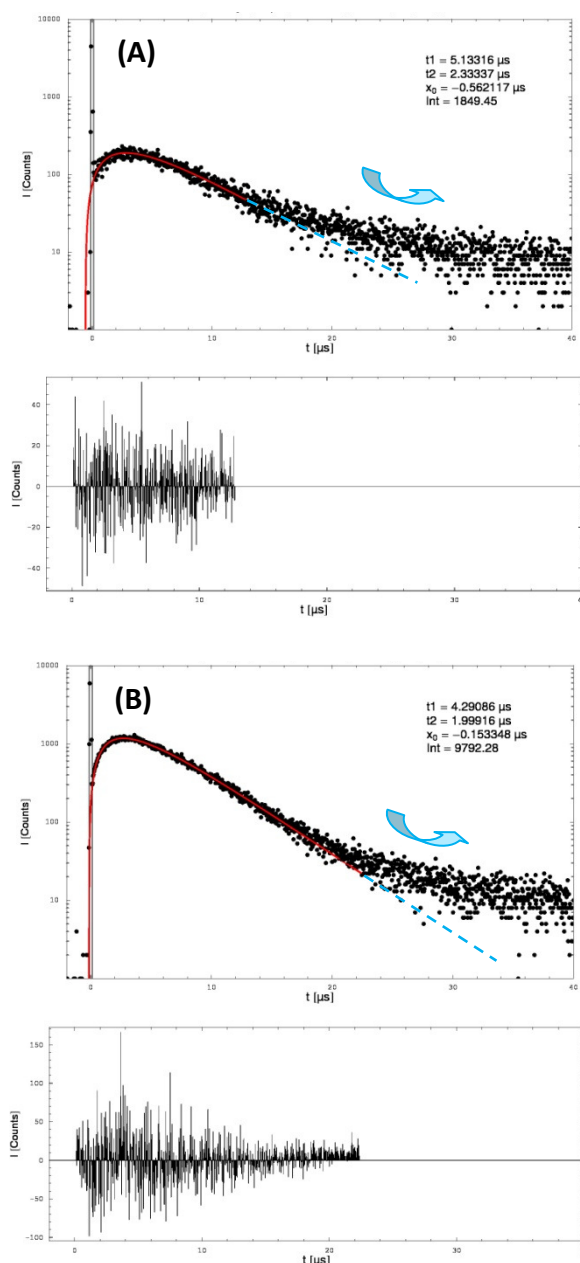 (A)
t1 = 5.13316 µs
t2 = 2.33337 µs
x₀ = −0.562117 µs
Int = 1849.45
10000
1000
100
10
I [Counts]
0 10 20 30 40
t [µs]
40
20
0
-20
-40
I [Counts]
0 10 20 30 40
t [µs]
(B)
t1 = 4.29086 µs
t2 = 1.99916 µs
x₀ = −0.153348 µs
Int = 9792.28
10000
1000
100
10
I [Counts]
0 10 20 30 40
t [µs]
150
100
50
0
-50
-100
I [Counts]
0 10 20 30 40
t [µs]